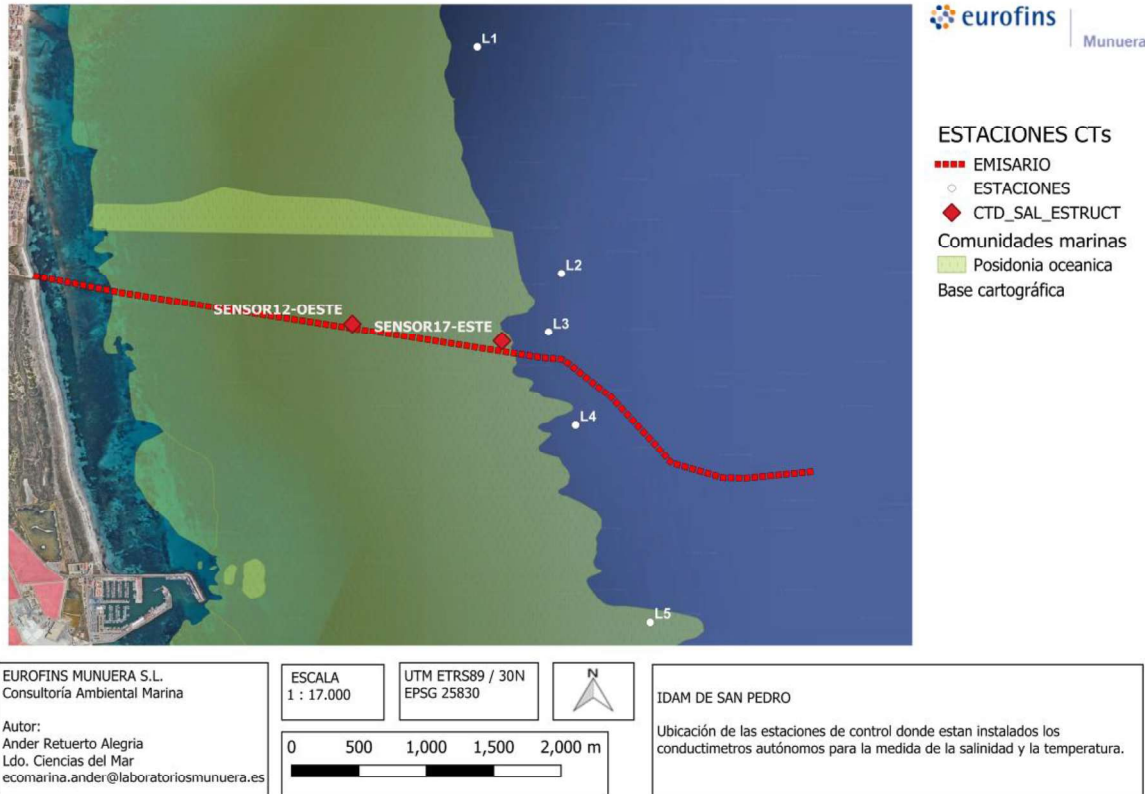 eurofins
Munuera
L1
L2
L3
L4
L5
SENSOR12-OESTE
SENSOR17-ESTE
ESTACIONES CTs
EMISARIO
ESTACIONES
CTD_SAL_ESTRUCT
Comunidades marinas
Posidonia oceanica
Base cartográfica
EUROFINS MUNUERA S.L.
Consultoría Ambiental Marina
Autor:
Ander Retuerto Alegria
Ldo. Ciencias del Mar
ecomarina.ander@laboratoriosmunuera.es
ESCALA
1 : 17.000
UTM ETRS89 / 30N
EPSG 25830
N
0 500 1,000 1,500 2,000 m
IDAM DE SAN PEDRO
Ubicación de las estaciones de control donde estan instalados los
conductimetros autónomos para la medida de la salinidad y la temperatura.